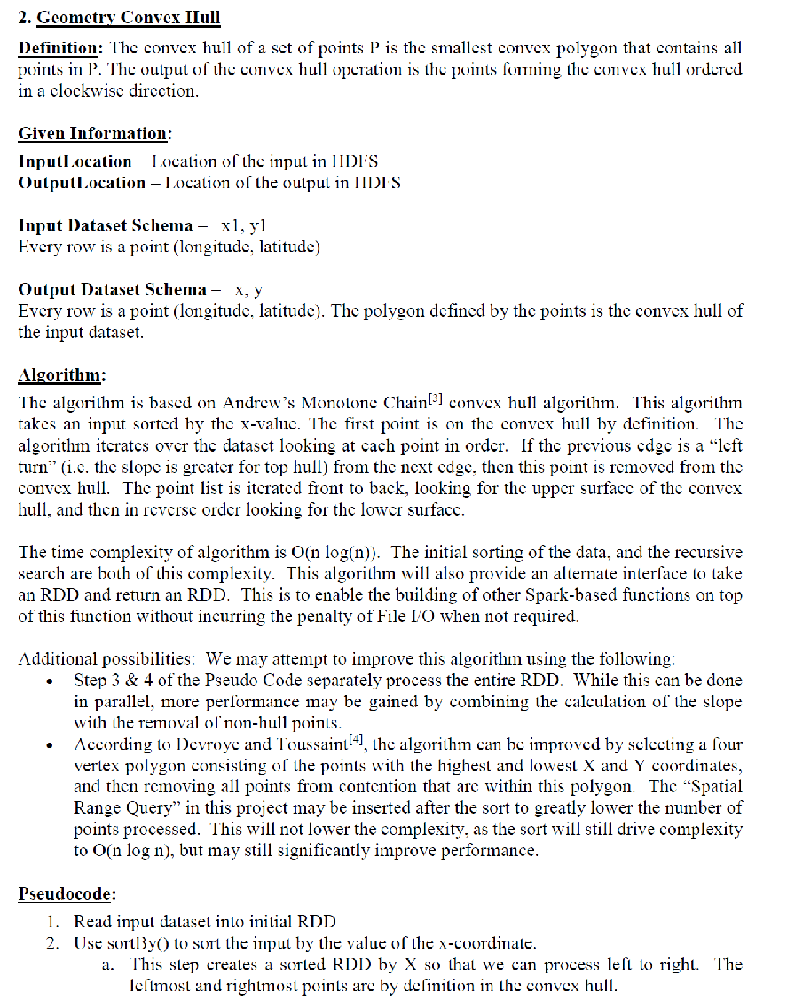 2. Geometry Convex Hull
Definition: The convex hull of a set of points P is the smallest convex polygon that contains all
points in P. The output of the convex hull operation is the points forming the convex hull ordered
in a clockwise direction.
Given Information:
InputLocation Location of the input in HDFS
OutputLocation – Location of the output in HDFS
Input Dataset Schema – x1, y1
Every row is a point (longitude, latitude)
Output Dataset Schema – x, y
Every row is a point (longitude, latitude). The polygon defined by the points is the convex hull of
the input dataset.
Algorithm:
The algorithm is based on Andrew's Monotone Chain[3] convex hull algorithm. This algorithm
takes an input sorted by the x-value. The first point is on the convex hull by definition. The
algorithm iterates over the dataset looking at each point in order. If the previous edge is a “left
turn” (i.e. the slope is greater for top hull) from the next edge, then this point is removed from the
convex hull. The point list is iterated front to back, looking for the upper surface of the convex
hull, and then in reverse order looking for the lower surface.
The time complexity of algorithm is O(n log(n)). The initial sorting of the data, and the recursive
search are both of this complexity. This algorithm will also provide an alternate interface to take
an RDD and return an RDD. This is to enable the building of other Spark-based functions on top
of this function without incurring the penalty of File I/O when not required.
Additional possibilities: We may attempt to improve this algorithm using the following:
• Step 3 & 4 of the Pseudo Code separately process the entire RDD. While this can be done
in parallel, more performance may be gained by combining the calculation of the slope
with the removal of non-hull points.
• According to Devroye and Toussaint[4], the algorithm can be improved by selecting a four
vertex polygon consisting of the points with the highest and lowest X and Y coordinates,
and then removing all points from contention that are within this polygon. The “Spatial
Range Query” in this project may be inserted after the sort to greatly lower the number of
points processed. This will not lower the complexity, as the sort will still drive complexity
to O(n log n), but may still significantly improve performance.
Pseudocode:
1. Read input dataset into initial RDD
2. Use sortBy() to sort the input by the value of the x-coordinate.
a. This step creates a sorted RDD by X so that we can process left to right. The
leftmost and rightmost points are by definition in the convex hull.